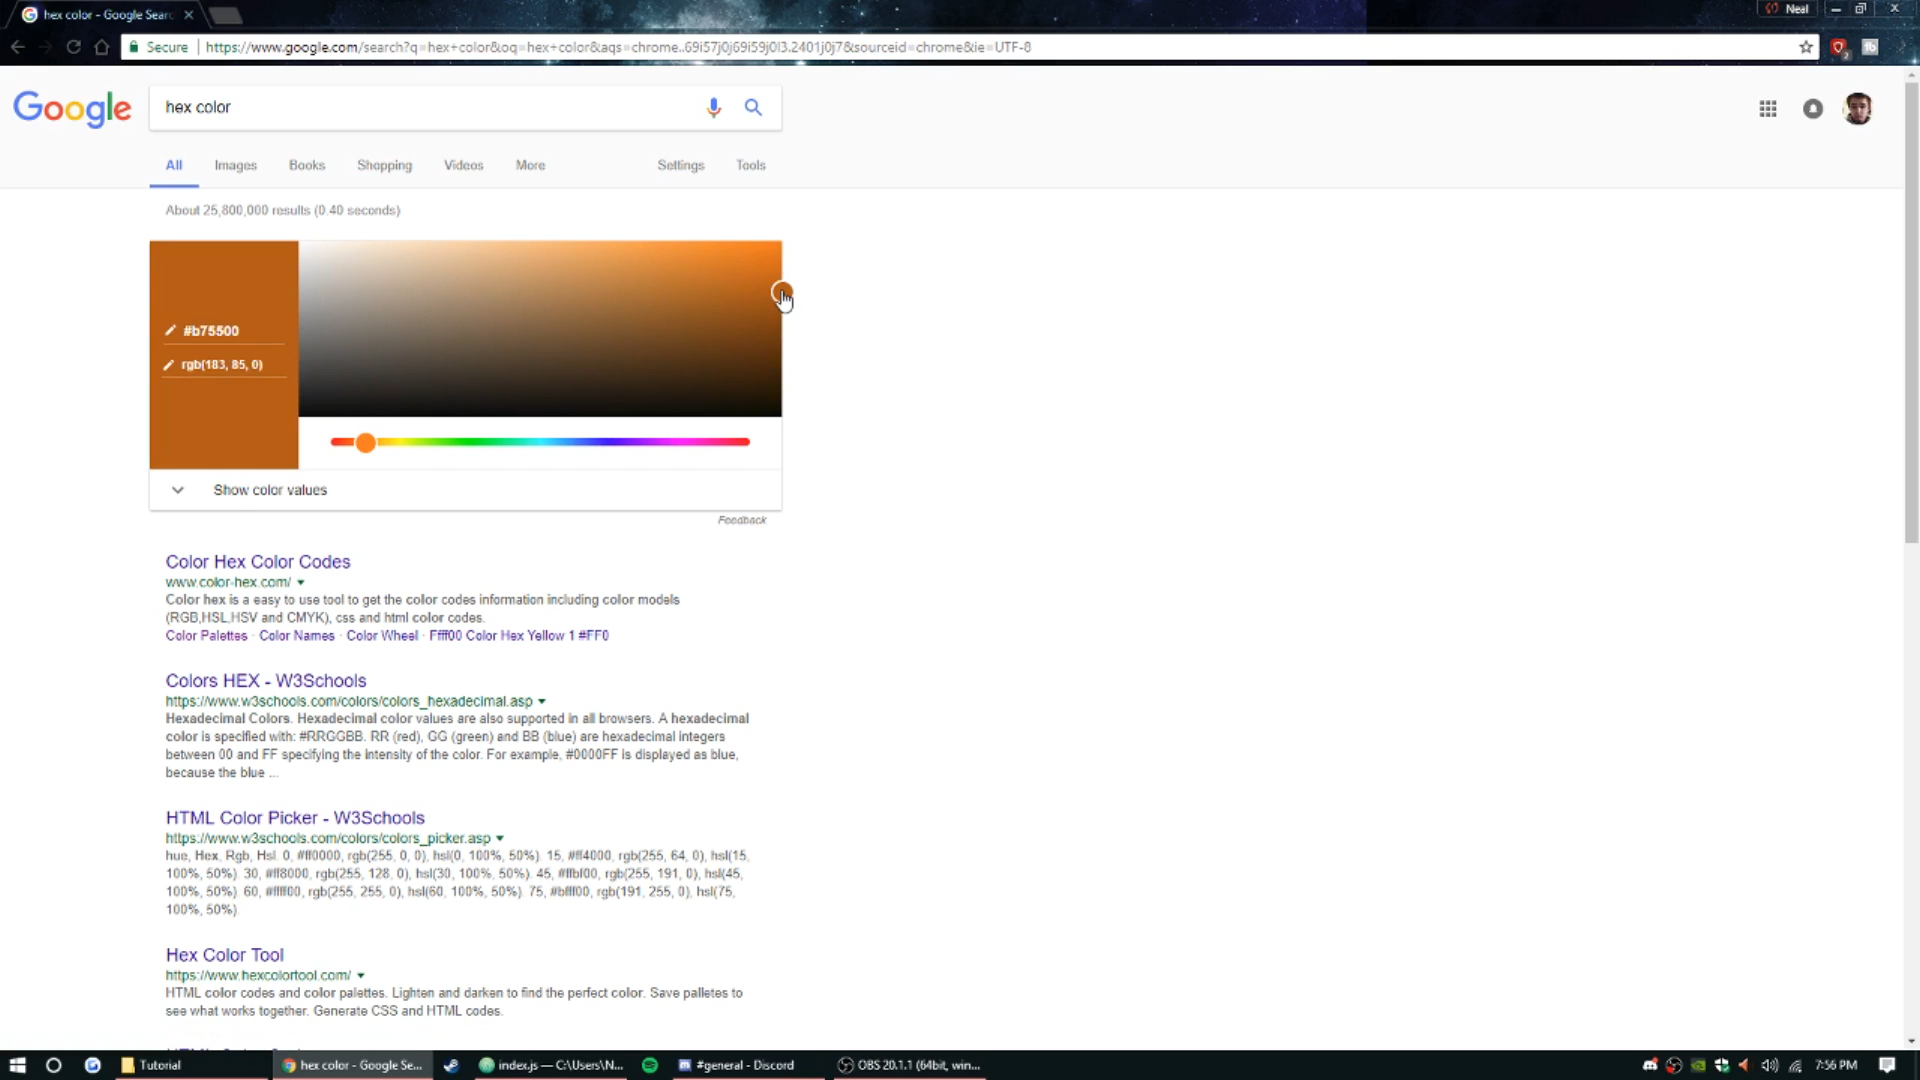 hex color - Google Searc
Neal
Secure
https://www.google.com/search?q=hex+color&oq=hex+color&aqs=chrome..69i57j0j69i59j0l3.2401j0j7&sourceid=chrome&ie=UTF-8
Google
hex color
All Images Books Shopping Videos More Settings Tools
About 25,800,000 results (0.40 seconds)
#b75500
rgb(183, 85, 0)
Show color values
Feedback
Color Hex Color Codes
www.color-hex.com/
Color hex is a easy to use tool to get the color codes information including color models
(RGB,HSL,HSV and CMYK), css and html color codes.
Color Palettes · Color Names · Color Wheel · Ffff00 Color Hex Yellow 1 #FF0
Colors HEX - W3Schools
https://www.w3schools.com/colors/colors_hexadecimal.asp
Hexadecimal Colors. Hexadecimal color values are also supported in all browsers. A hexadecimal
color is specified with: #RRGGBB. RR (red), GG (green) and BB (blue) are hexadecimal integers
between 00 and FF specifying the intensity of the color. For example, #0000FF is displayed as blue,
because the blue ...
HTML Color Picker - W3Schools
https://www.w3schools.com/colors/colors_picker.asp
hue, Hex, Rgb, Hsl. 0, #ff0000, rgb(255, 0, 0), hsl(0, 100%, 50%). 15, #ff4000, rgb(255, 64, 0), hsl(15,
100%, 50%). 30, #ff8000, rgb(255, 128, 0), hsl(30, 100%, 50%). 45, #ffbf00, rgb(255, 191, 0), hsl(45,
100%, 50%). 60, #ffff00, rgb(255, 255, 0), hsl(60, 100%, 50%). 75, #bfff00, rgb(191, 255, 0), hsl(75,
100%, 50%).
Hex Color Tool
https://www.hexcolortool.com/
HTML color codes and color palettes. Lighten and darken to find the perfect color. Save palletes to
see what works together. Generate CSS and HTML codes.
Tutorial
hex color - Google Se...
index.js — C:\Users\N...
#general - Discord
OBS 20.1.1 (64bit, win...
7:56 PM